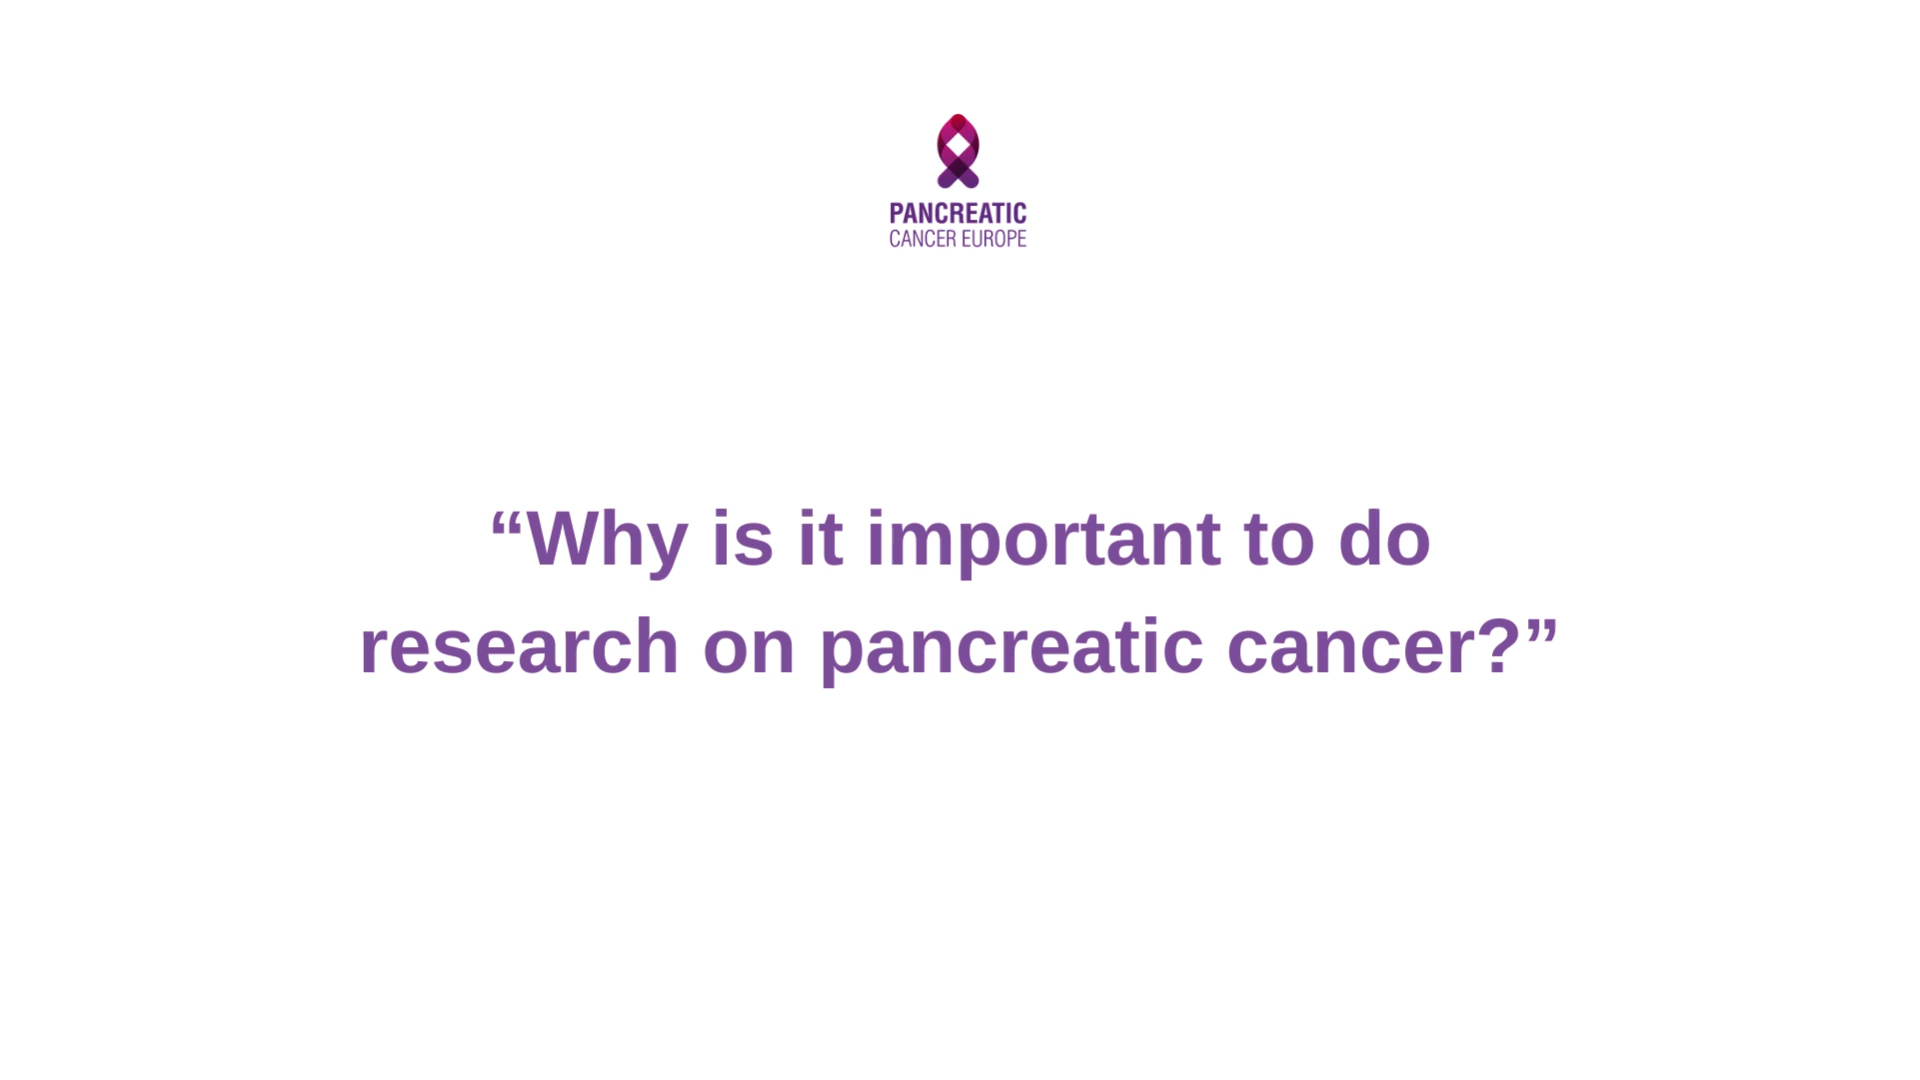 PANCREATIC
CANCER EUROPE
“Why is it important to do
research on pancreatic cancer?”